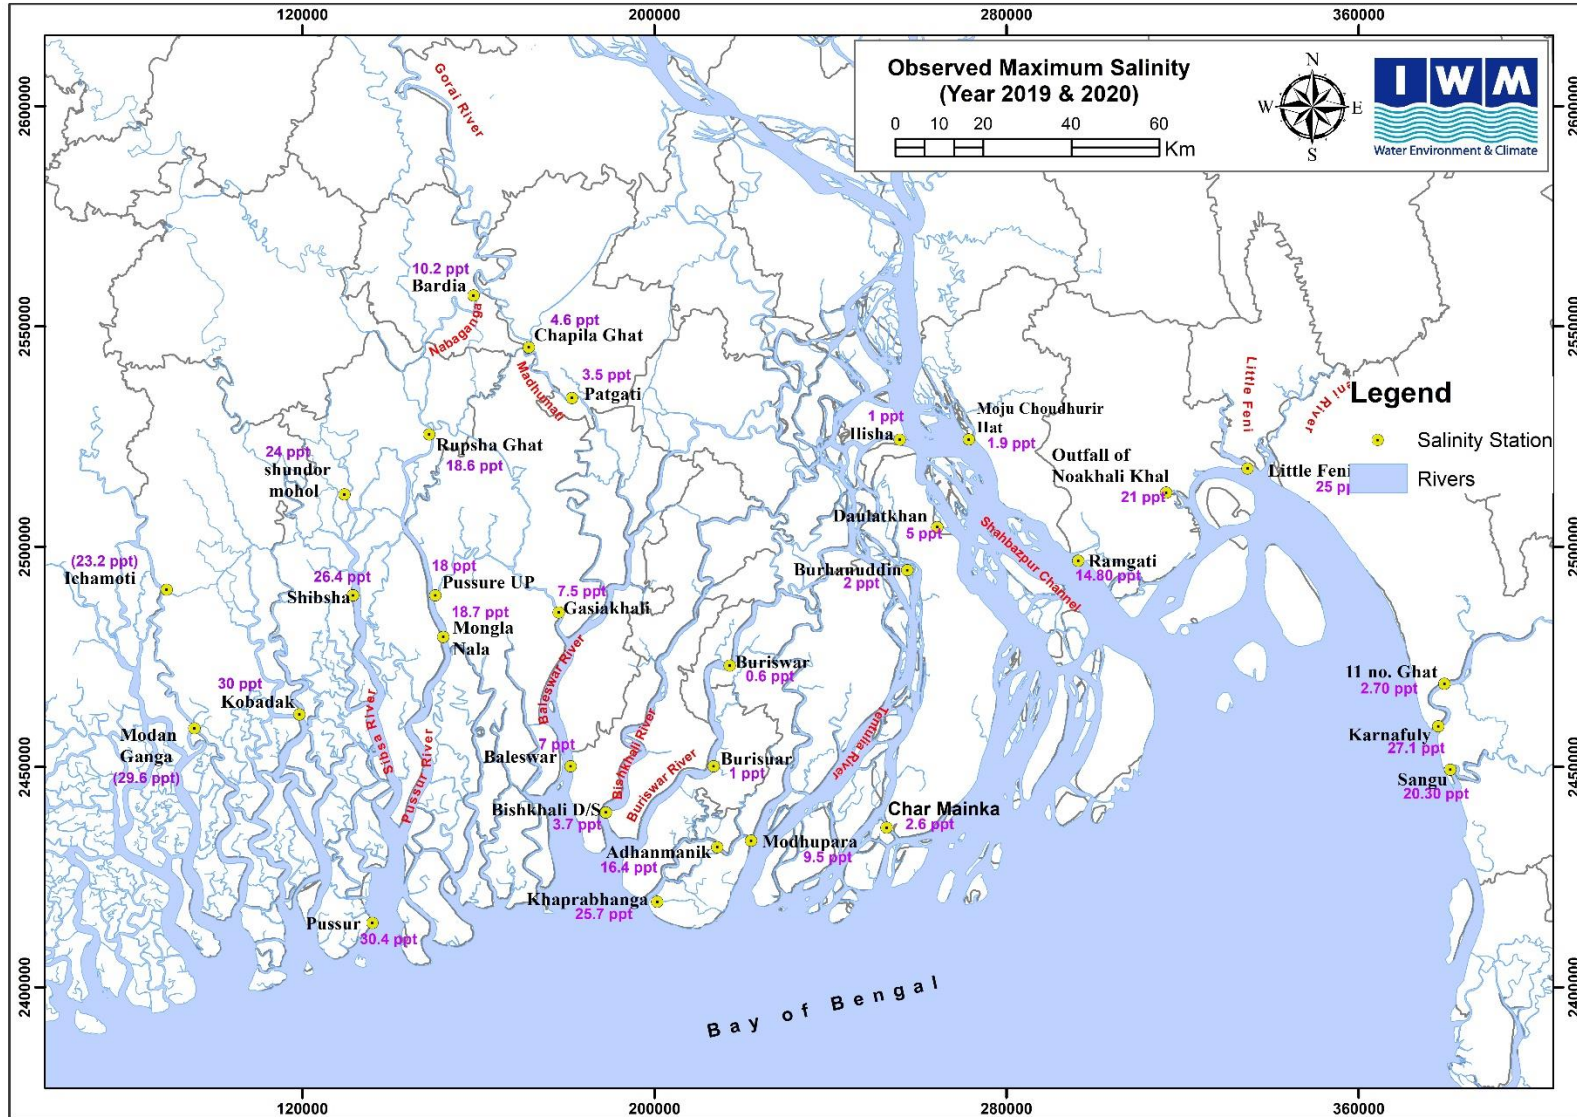 120000
200000
280000
360000
Observed Maximum Salinity
(Year 2019 & 2020)
0 10 20 40 60
Km
N
W E
S
IWM
Water Environment & Climate
2600000
2600000
2550000
2550000
2500000
2500000
2450000
2450000
2400000
2400000
Gorai River
10.2 ppt
Bardia
Nabaganga
4.6 ppt
Chapila Ghat
Madhumati
3.5 ppt
Patgati
Rupsha Ghat
18.6 ppt
24 ppt
shundor
mohol
1 ppt
Ilisha
Moju Choudhurir
Hat
1.9 ppt
Outfall of
Noakhali Khal
21 ppt
Little Feni
eni River
Legend
Salinity Station
Rivers
Little Feni
25 pp
Daulatkhan
5 ppt
Shahbazpur Channel
Burhanuddin
2 ppt
Ramgati
14.80 ppt
(23.2 ppt)
Ichamoti
26.4 ppt
Shibsha
18 ppt
Pussure UP
18.7 ppt
Mongla
Nala
7.5 ppt
Gasiakhali
Baleswar River
Buriswar
0.6 ppt
11 no. Ghat
2.70 ppt
Karnafuly
27.1 ppt
Sangu
20.30 ppt
30 ppt
Kobadak
Modan
Ganga
(29.6 ppt)
Sibsa River
Pussur River
7 ppt
Baleswar
Bishkhali River
Buriswar River
Burisuar
1 ppt
Tentulia River
Bishkhali D/S
3.7 ppt
Char Mainka
2.6 ppt
Adhanmanik
16.4 ppt
Modhupara
9.5 ppt
Khaprabhanga
25.7 ppt
Pussur
30.4 ppt
Bay of Bengal
120000
200000
280000
360000